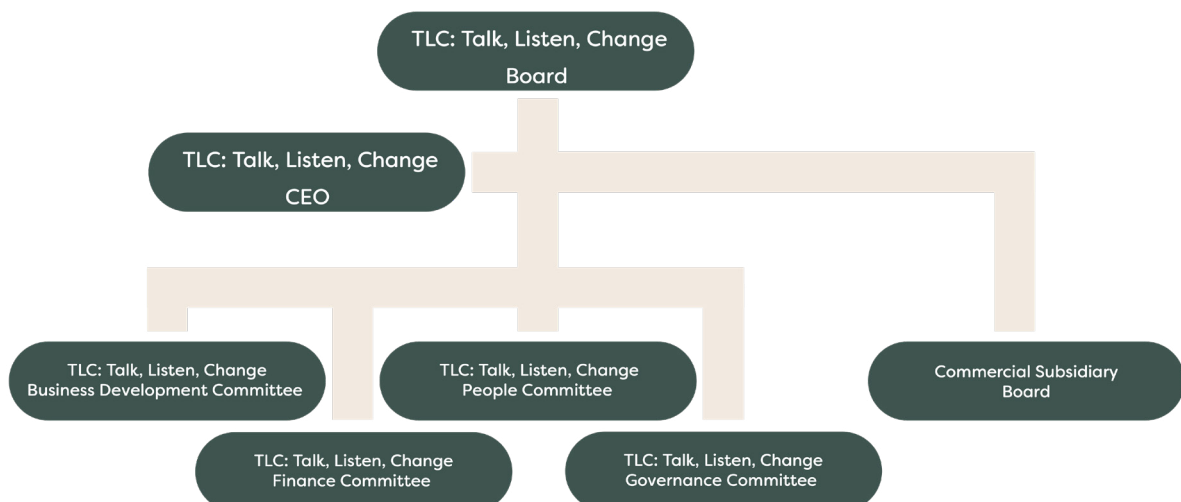 TLC: Talk, Listen, Change
Board
TLC: Talk, Listen, Change
CEO
TLC: Talk, Listen, Change
Business Development Committee
TLC: Talk, Listen, Change
People Committee
Commercial Subsidiary
Board
TLC: Talk, Listen, Change
Finance Committee
TLC: Talk, Listen, Change
Governance Committee